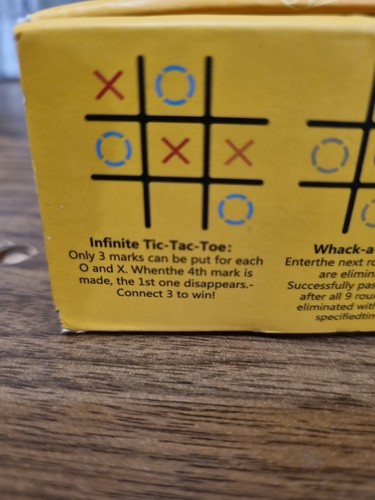 Infinite Tic-Tac-Toe:
Only 3 marks can be put for each
O and X. Whenthe 4th mark is
made, the 1st one disappears.-
Connect 3 to win!
Whack-a
Enterthe next ro
are elimin
Successfully pas
after all 9 rou
eliminated with
specifiedtim